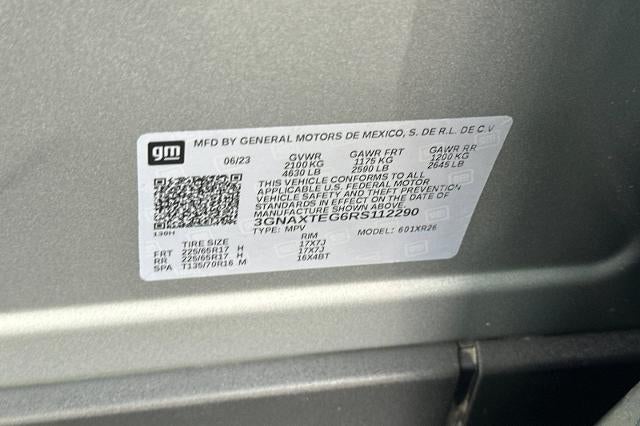 gm MFD BY GENERAL MOTORS DE MEXICO, S. DE R.L. DE C.V
06/23 GVWR GAWR FRT GAWR RR
2100 KG 1175 KG 1200 KG
4630 LB 2590 LB 2645 LB
THIS VEHICLE CONFORMS TO ALL
APPLICABLE U.S. FEDERAL MOTOR
VEHICLE SAFETY AND THEFT PREVENTION
STANDARDS IN EFFECT ON THE DATE OF
MANUFACTURE SHOWN ABOVE.
3GNAXTEG6RS112290
136H TYPE: MPV MODEL: 601XR26
TIRE SIZE RIM
FRT 225/65R17 H 17X7J
RR 225/65R17 H 17X7J
SPA T135/70R16 M 16X4BT